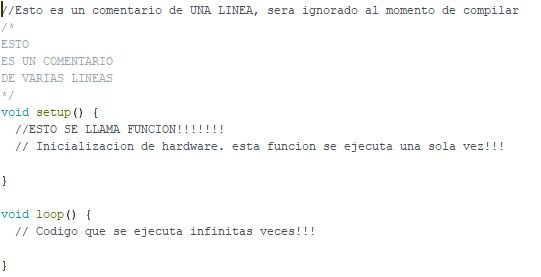 //Esto es un comentario de UNA LINEA, sera ignorado al momento de compilar
/*
ESTO
ES UN COMENTARIO
DE VARIAS LINEAS
*/
void setup() {
//ESTO SE LLAMA FUNCION!!!!!!!
// Inicializacion de hardware. esta funcion se ejecuta una sola vez!!!
}
void loop() {
// Codigo que se ejecuta infinitas veces!!!
}